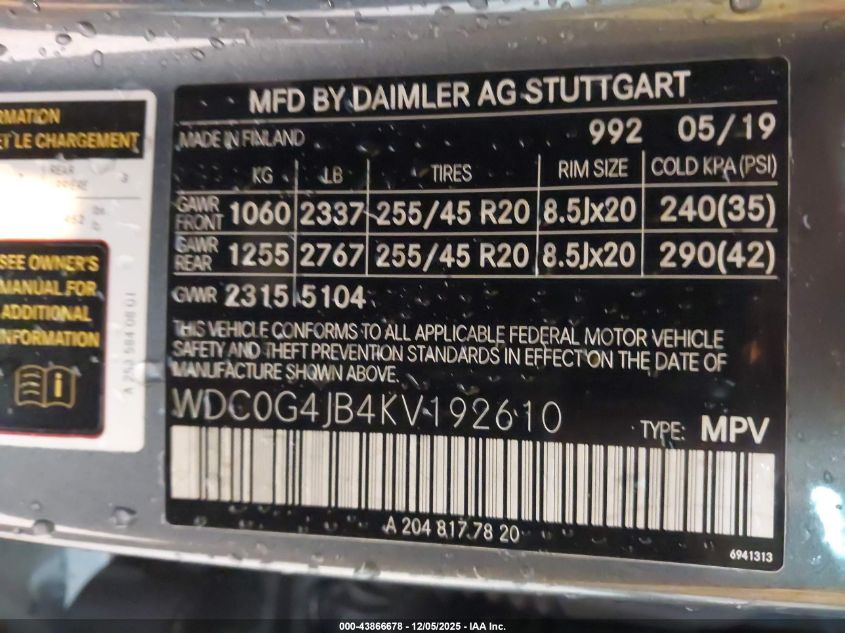 RMATION
ET LE CHARGEMENT
REAR
3
SEE OWNER'S
MANUAL FOR
ADDITIONAL
INFORMATION
MFD BY DAIMLER AG STUTTGART
MADE IN FINLAND 992 05/19
KG LB TIRES RIM SIZE COLD KPA (PSI)
GAWR FRONT 1060 2337 255/45 R20 8.5Jx20 240(35)
GAWR REAR 1255 2767 255/45 R20 8.5Jx20 290(42)
GVWR 2315 5104
THIS VEHICLE CONFORMS TO ALL APPLICABLE FEDERAL MOTOR VEHICLE
SAFETY AND THEFT PREVENTION STANDARDS IN EFFECT ON THE DATE OF
MANUFACTURE SHOWN ABOVE.
WDC0G4JB4KV192610
TYPE: MPV
A 204 817 78 20
6941313
000-43866678 - 12/05/2025 - IAA Inc.